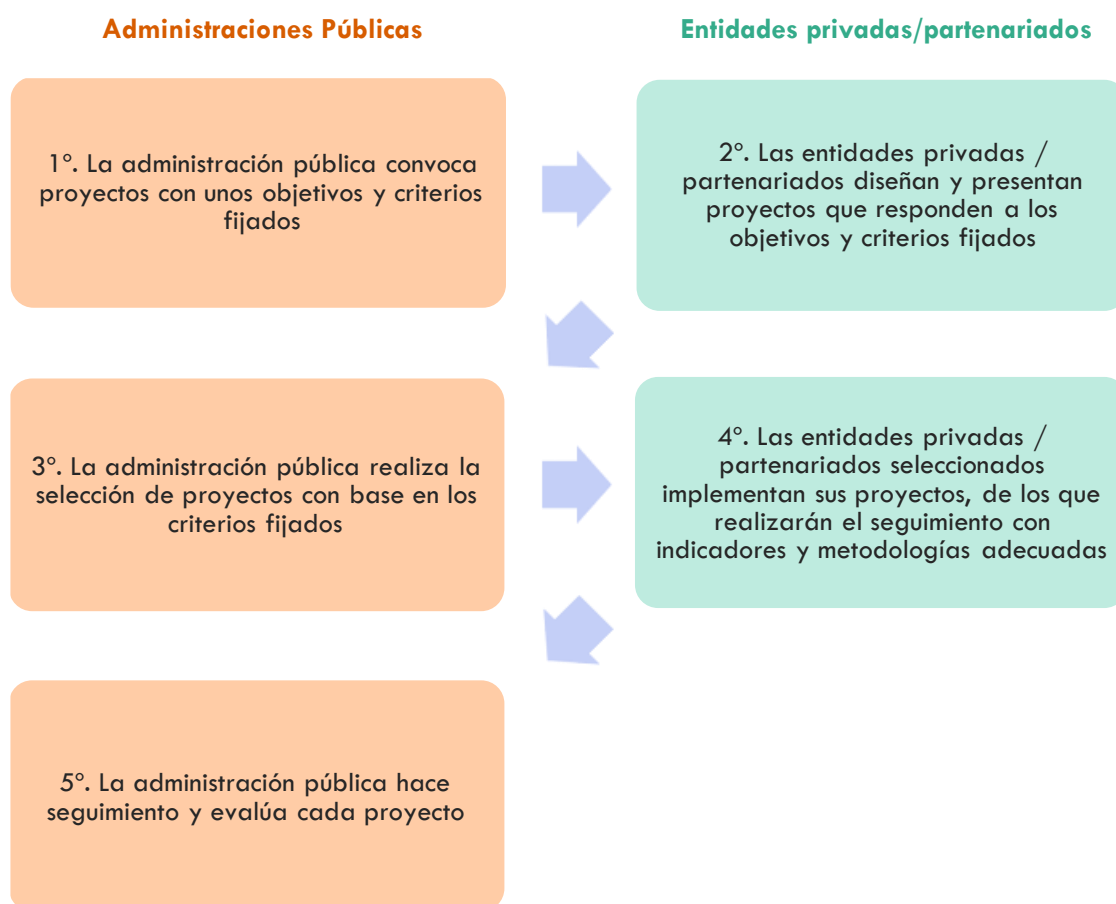 Administraciones Públicas
Entidades privadas/partenariados
1º. La administración pública convoca
proyectos con unos objetivos y criterios
fijados
2º. Las entidades privadas /
partenariados diseñan y presentan
proyectos que responden a los
objetivos y criterios fijados
3º. La administración pública realiza la
selección de proyectos con base en los
criterios fijados
4º. Las entidades privadas /
partenariados seleccionados
implementan sus proyectos, de los que
realizarán el seguimiento con
indicadores y metodologías adecuadas
5º. La administración pública hace
seguimiento y evalúa cada proyecto